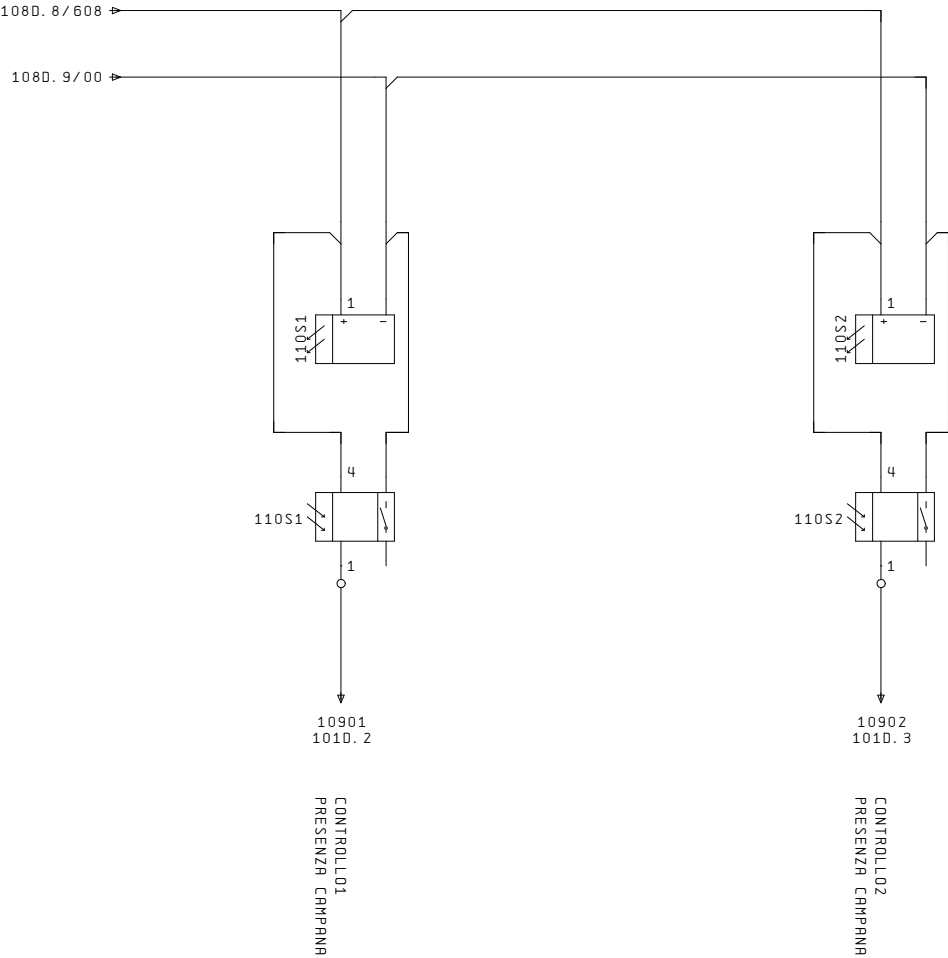 108D.8/608
108D.9/00
1
+ −
110S1
1
+ −
110S2
4
110S1
1
4
110S2
1
10901
101D.2
10902
101D.3
CONTROLLO1
PRESENZA CAMPANA
CONTROLLO2
PRESENZA CAMPANA